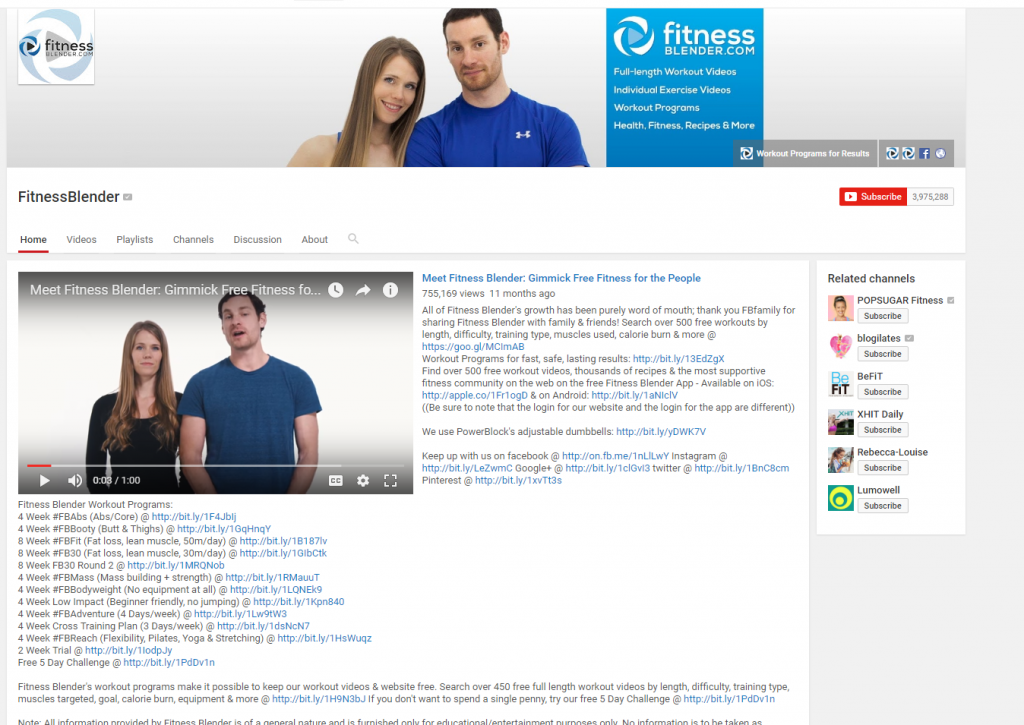 fitness
BLENDER.COM
fitness
BLENDER.COM
Full-length Workout Videos
Individual Exercise Videos
Workout Programs
Health, Fitness, Recipes & More
Workout Programs for Results
FitnessBlender
Subscribe 3,975,288
Home Videos Playlists Channels Discussion About
Meet Fitness Blender: Gimmick Free Fitness fo...
0:03 / 1:00
CC
Meet Fitness Blender: Gimmick Free Fitness for the People
755,169 views 11 months ago
All of Fitness Blender's growth has been purely word of mouth; thank you FBfamily for
sharing Fitness Blender with family & friends! Search over 500 free workouts by
length, difficulty, training type, muscles used, calorie burn & more @
https://goo.gl/MCImAB
Workout Programs for fast, safe, lasting results: http://bit.ly/13EdZgX
Find over 500 free workout videos, thousands of recipes & the most supportive
fitness community on the web on the free Fitness Blender App - Available on iOS:
http://apple.co/1Fr1ogD & on Android: http://bit.ly/1aNIclV
((Be sure to note that the login for our website and the login for the app are different))
We use PowerBlock's adjustable dumbbells: http://bit.ly/yDWK7V
Keep up with us on facebook @ http://on.fb.me/1nLlLwY Instagram @
http://bit.ly/LeZwmC Google+ @ http://bit.ly/1clGvi3 twitter @ http://bit.ly/1BnC8cm
Pinterest @ http://bit.ly/1xvTt3s
Fitness Blender Workout Programs:
4 Week #FBAbs (Abs/Core) @ http://bit.ly/1F4JbIj
4 Week #FBBooty (Butt & Thighs) @ http://bit.ly/1GqHnqY
8 Week #FBFit (Fat loss, lean muscle, 50m/day) @ http://bit.ly/1B187lv
8 Week #FB30 (Fat loss, lean muscle, 30m/day) @ http://bit.ly/1GIbCtk
8 Week FB30 Round 2 @ http://bit.ly/1MRQNob
4 Week #FBMass (Mass building + strength) @ http://bit.ly/1RMauuT
4 Week #FBBodyweight (No equipment at all) @ http://bit.ly/1LQNEk9
4 Week Low Impact (Beginner friendly, no jumping) @ http://bit.ly/1Kpn840
4 Week #FBAdventure (4 Days/week) @ http://bit.ly/1Lw9tW3
4 Week Cross Training Plan (3 Days/week) @ http://bit.ly/1dsNcN7
4 Week #FBReach (Flexibility, Pilates, Yoga & Stretching) @ http://bit.ly/1HsWuqz
2 Week Trial @ http://bit.ly/1IodpJy
Free 5 Day Challenge @ http://bit.ly/1PdDv1n
Fitness Blender's workout programs make it possible to keep our workout videos & website free. Search over 450 free full length workout videos by length, difficulty, training type,
muscles targeted, goal, calorie burn, equipment & more @ http://bit.ly/1H9N3bJ If you don't want to spend a single penny, try our free 5 Day Challenge @ http://bit.ly/1PdDv1n
Note: All information provided by Fitness Blender is of a general nature and is furnished only for educational/entertainment purposes only. No information is to be taken as
Related channels
POPSUGAR Fitness
Subscribe
blogilates
Subscribe
Be
FiT
BeFiT
Subscribe
XHIT
XHIT Daily
Subscribe
Rebecca-Louise
Subscribe
Lumowell
Subscribe